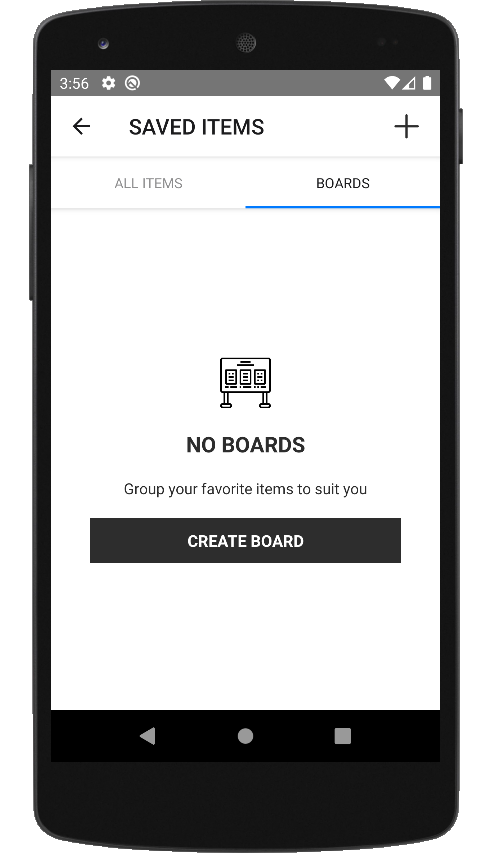 3:56
SAVED ITEMS
ALL ITEMS
BOARDS
NO BOARDS
Group your favorite items to suit you
CREATE BOARD